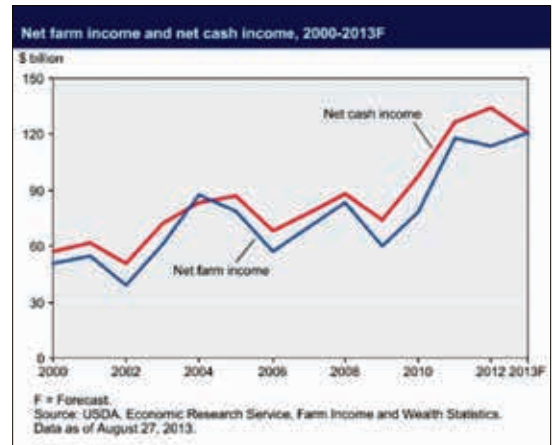 Net farm income and net cash income, 2000-2013F
$ billion
150
120
90
60
30
0
Net cash income
Net farm income
2000 2002 2004 2006 2008 2010 2012 2013F
F = Forecast.
Source: USDA, Economic Research Service, Farm Income and Wealth Statistics.
Data as of August 27, 2013.